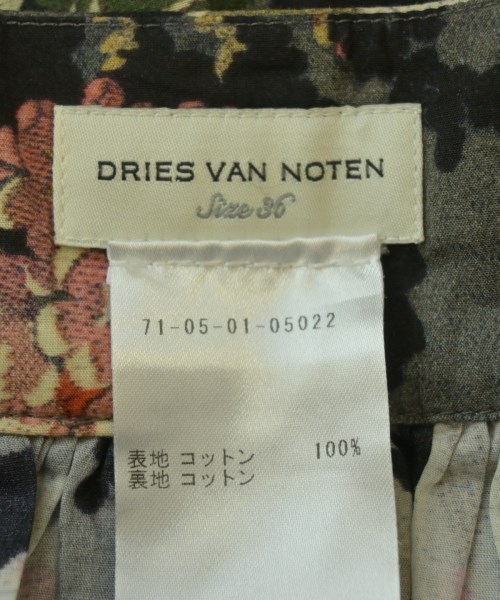 DRIES VAN NOTEN
Size 36
71-05-01-05022
表地 コットン 100%
裏地 コットン